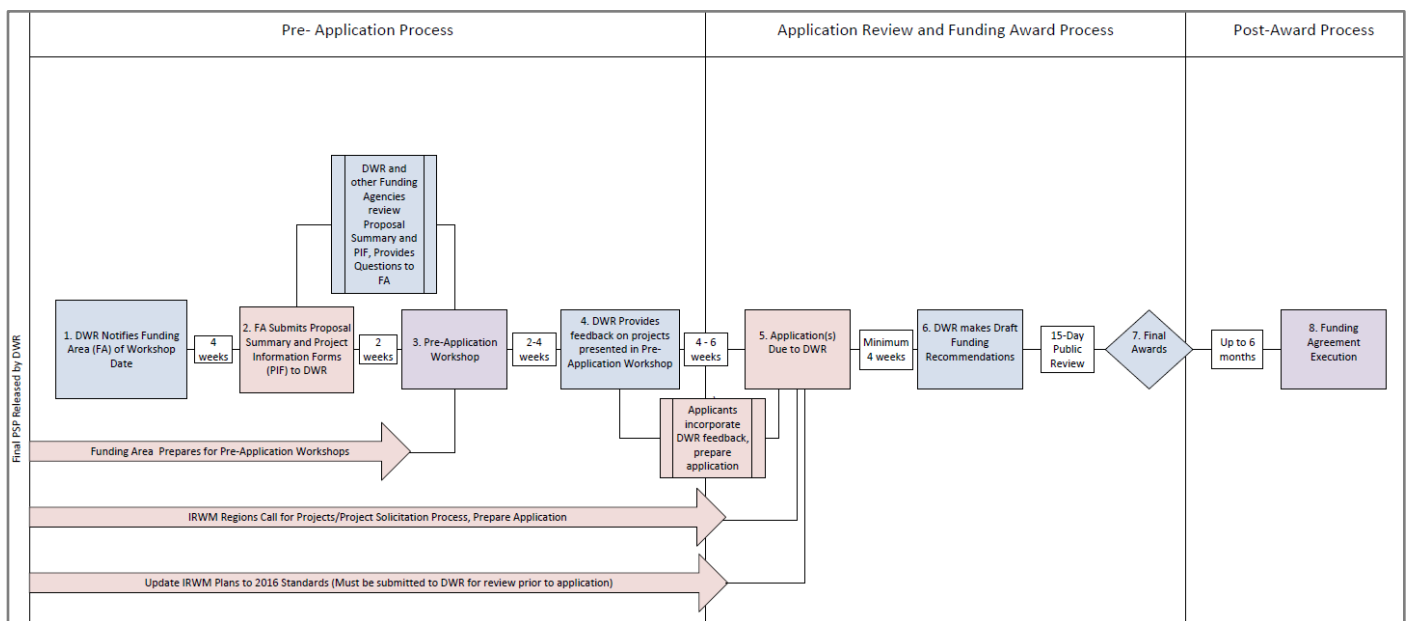 Pre- Application Process
Application Review and Funding Award Process
Post-Award Process
Final PSP Released by DWR
DWR and
other Funding
Agencies
review
Proposal
Summary and
PIF, Provides
Questions to
FA
1. DWR Notifies Funding
Area (FA) of Workshop
Date
4
weeks
2. FA Submits Proposal
Summary and Project
Information Forms
(PIF) to DWR
2
weeks
3. Pre-Application
Workshop
2-4
weeks
4. DWR Provides
feedback on projects
presented in Pre-
Application Workshop
4 - 6
weeks
5. Application(s)
Due to DWR
Minimum
4 weeks
6. DWR makes Draft
Funding
Recommendations
15-Day
Public
Review
7. Final
Awards
Up to 6
months
8. Funding
Agreement
Execution
Applicants
incorporate
DWR feedback,
prepare
application
Funding Area Prepares for Pre-Application Workshops
IRWM Regions Call for Projects/Project Solicitation Process, Prepare Application
Update IRWM Plans to 2016 Standards (Must be submitted to DWR for review prior to application)